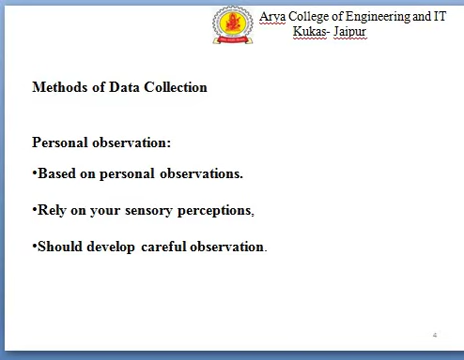 Arya College of Engineering and IT
Kukas- Jaipur
Methods of Data Collection
Personal observation:
•Based on personal observations.
•Rely on your sensory perceptions,
•Should develop careful observation.
4